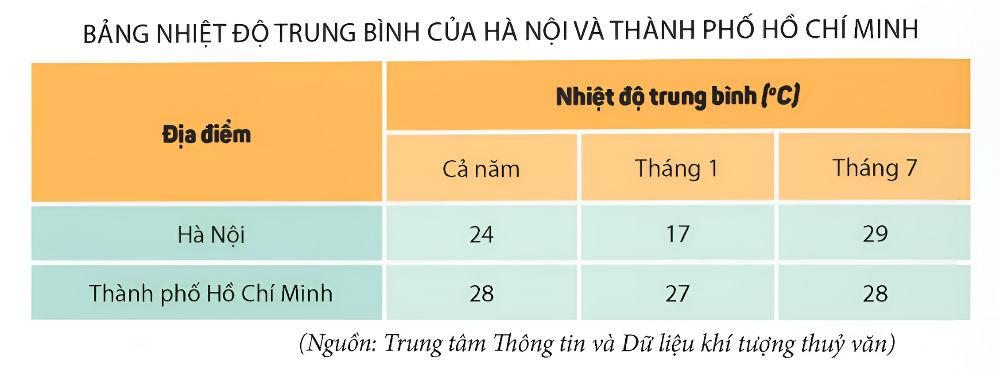 BẢNG NHIỆT ĐỘ TRUNG BÌNH CỦA HÀ NỘI VÀ THÀNH PHỐ HỒ CHÍ MINH
Địa điểm
Nhiệt độ trung bình (°C)
Cả năm
Tháng 1
Tháng 7
Hà Nội
24
17
29
Thành phố Hồ Chí Minh
28
27
28
(Nguồn: Trung tâm Thông tin và Dữ liệu khí tượng thuỷ văn)